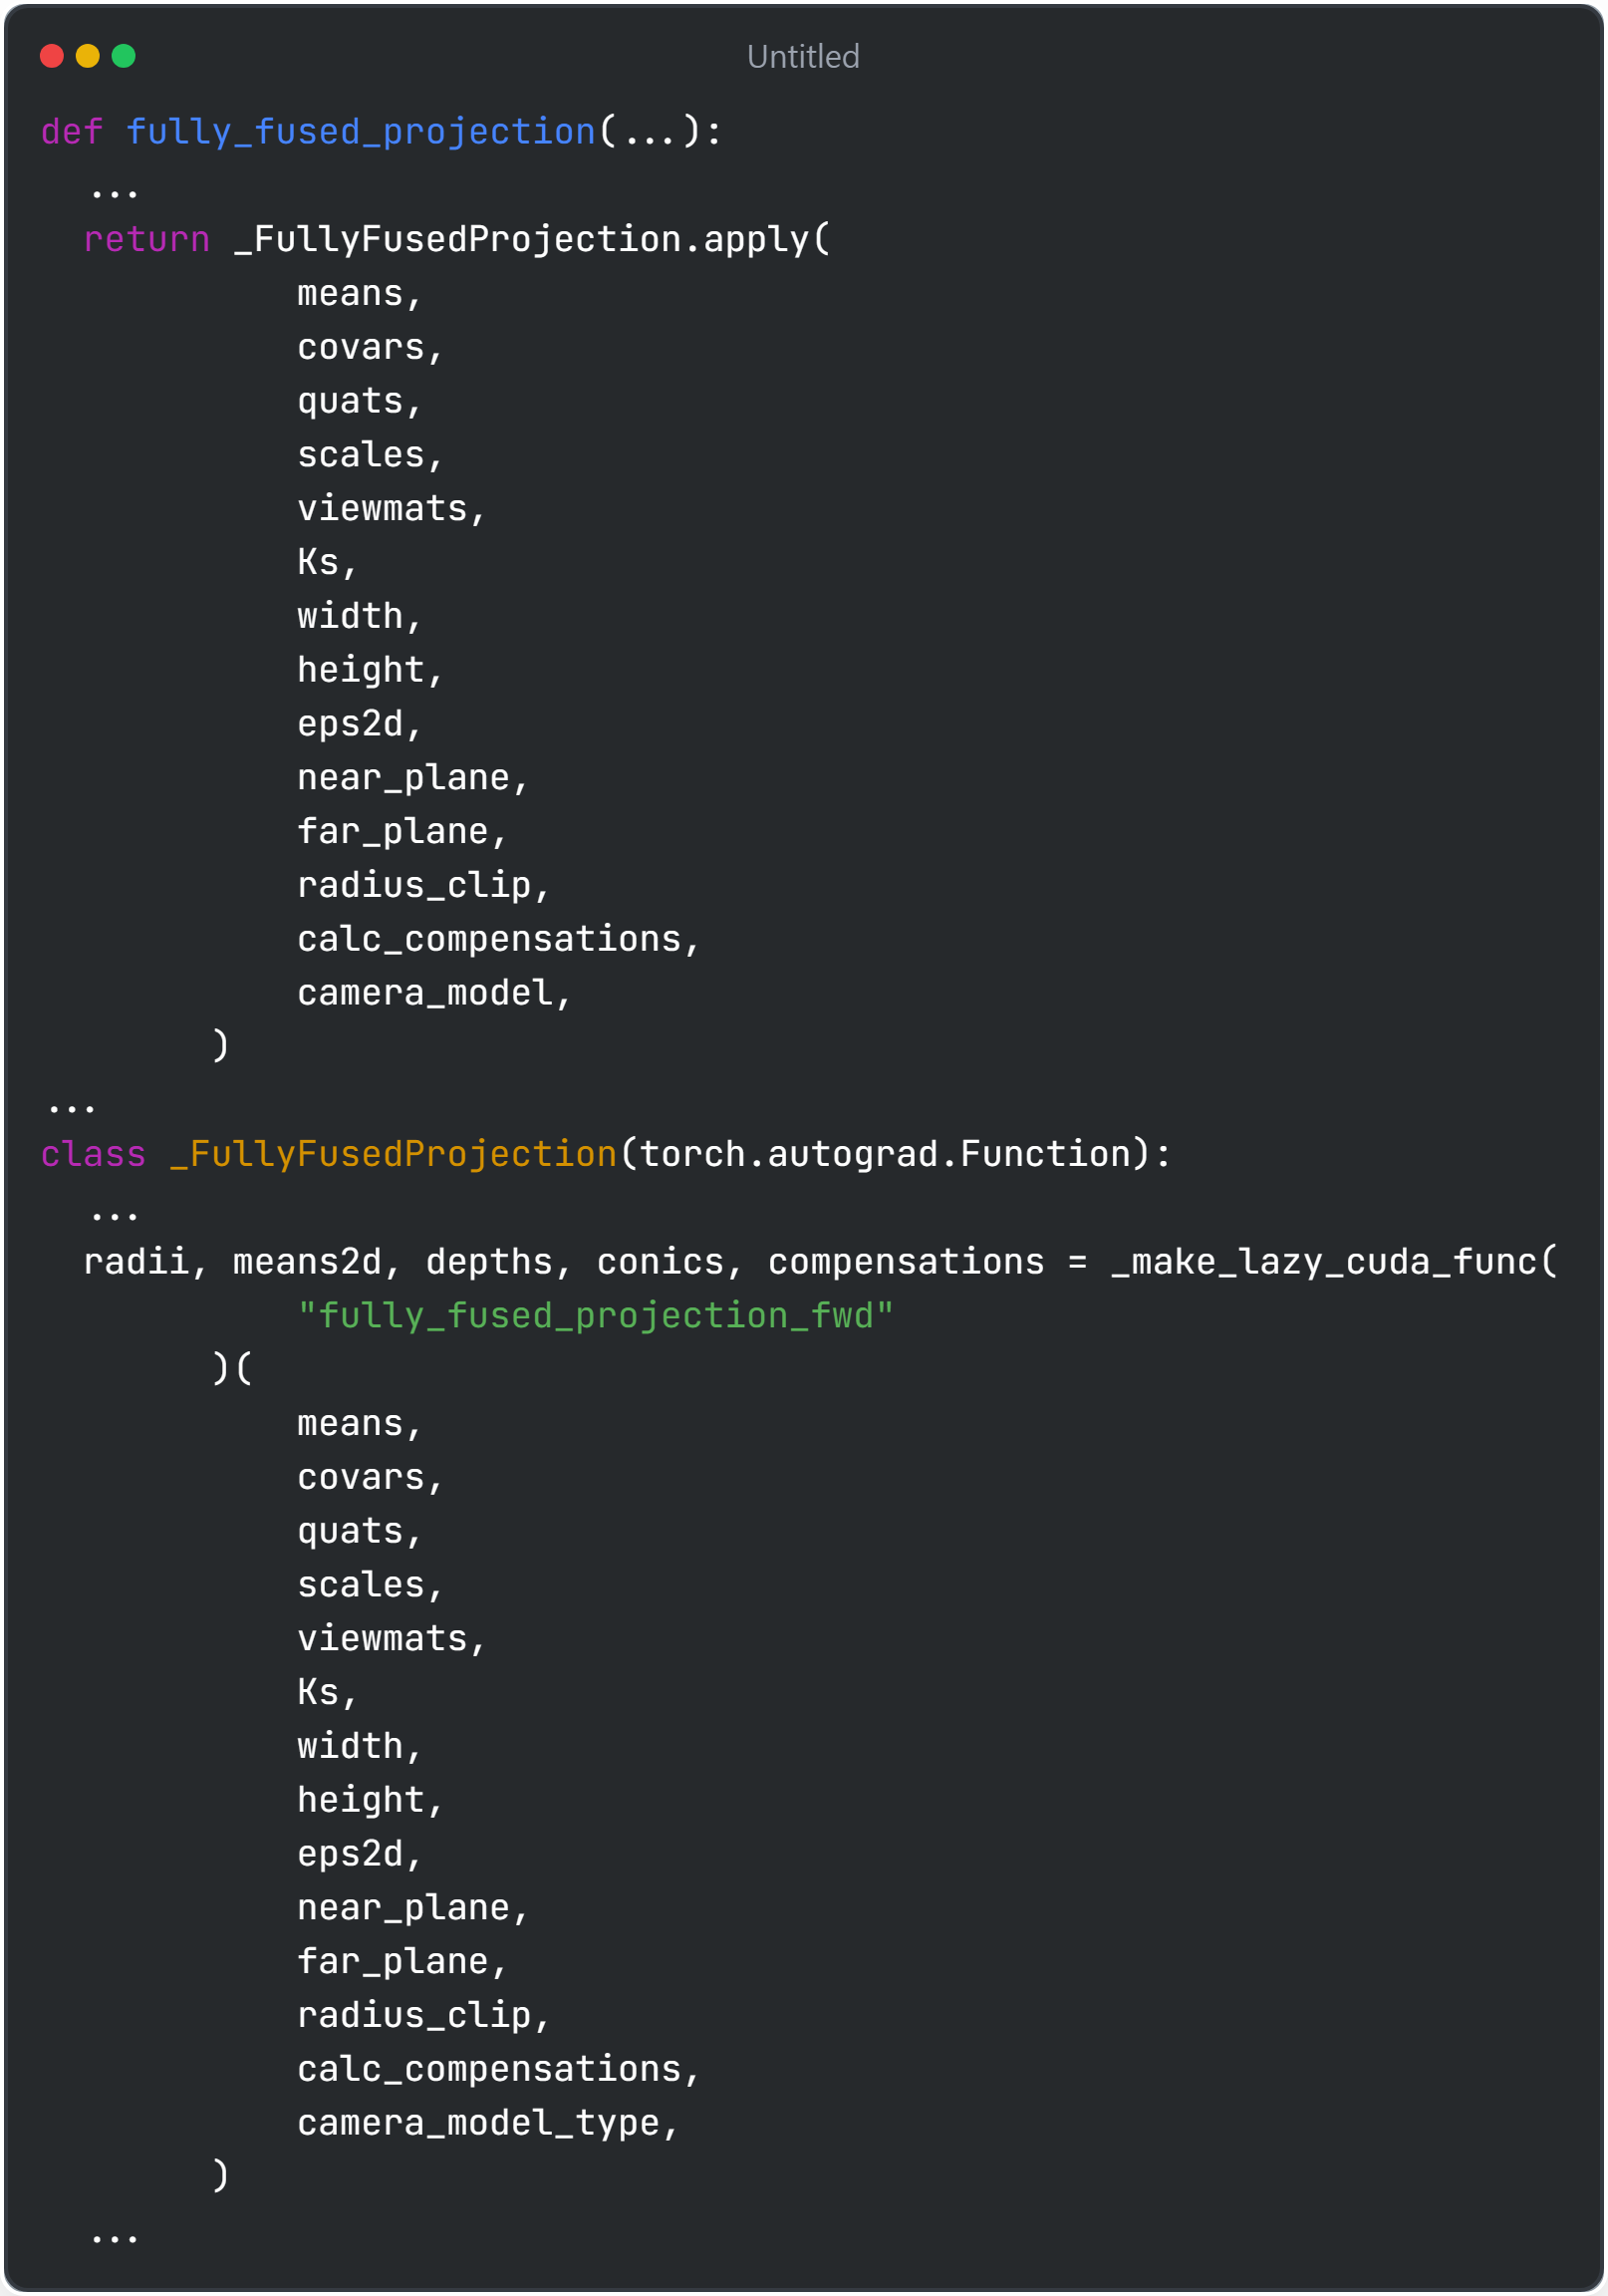 Untitled
def fully_fused_projection(...):
  ...
  return _FullyFusedProjection.apply(
            means,
            covars,
            quats,
            scales,
            viewmats,
            Ks,
            width,
            height,
            eps2d,
            near_plane,
            far_plane,
            radius_clip,
            calc_compensations,
            camera_model,
        )
...
class _FullyFusedProjection(torch.autograd.Function):
  ...
  radii, means2d, depths, conics, compensations = _make_lazy_cuda_func(
            "fully_fused_projection_fwd"
        )(
            means,
            covars,
            quats,
            scales,
            viewmats,
            Ks,
            width,
            height,
            eps2d,
            near_plane,
            far_plane,
            radius_clip,
            calc_compensations,
            camera_model_type,
        )
  ...